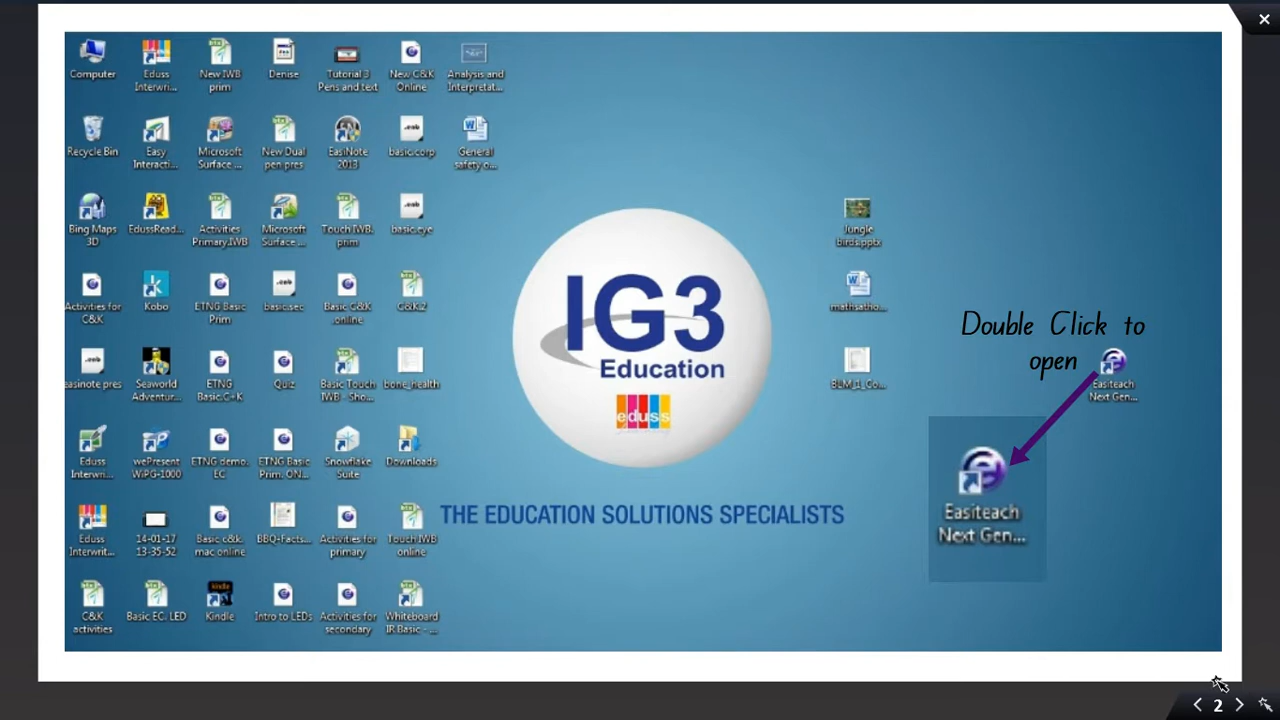 Computer
Eduss
Interwri...
New IWB
prim
Denise
Tutorial 3
Pens and text
New C&K
Online
Analysis and
Interpretat...
Recycle Bin
Easy
Interacti...
Microsoft
Surface ...
New Dual
pen pres
EasiNote
2013
basic.corp
General
safety o...
Bing Maps
3D
EdussRead...
Activities
Primary.IWB
Microsoft
Surface ...
Touch IWB.
prim
basic.eye
Jungle
birds.pptx
Activities for
C&K
Kobo
ETNG Basic
Prim
basic.sec
Basic C&K
.online
C&K.2
mathsatho...
easinote pres
Seaworld
Adventur...
ETNG
Basic.C+K
Quiz
Basic Touch
IWB - Sho...
bone_health
IG3
Education
eduss
Double Click to
open
Easiteach
Next Gen...
Eduss
Interwri...
wePresent
WiPG-1000
ETNG demo.
EC
ETNG Basic
Prim. ON...
Snowflake
Suite
Downloads
Easiteach
Next Gen...
THE EDUCATION SOLUTIONS SPECIALISTS
Eduss
Interwrit...
14-01-17
13-35-52
Basic c&k.
mac online
BBQ-Facts...
Activities for
primary
Touch IWB
online
C&K
activities
Basic EC. LED
Kindle
Intro to LEDs
Activities for
secondary
Whiteboard
IR Basic - ...
2